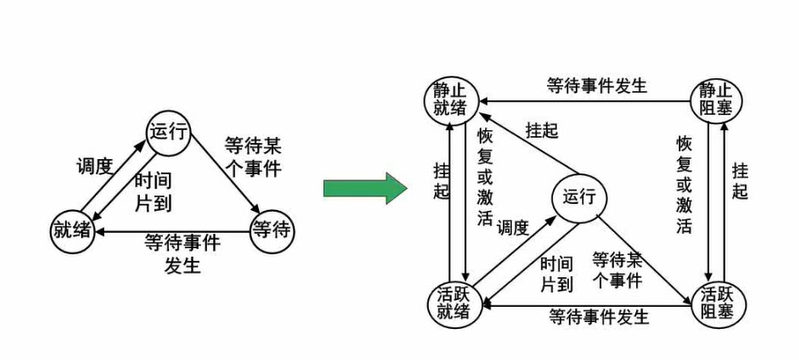 运行
调度
等待某
个事件
时间
片到
就绪
等待
等待事件
发生
静止
就绪
等待事件发生
静止
阻塞
挂起
恢复或激活
挂起
恢复或激活
挂起
运行
调度
时间
片到
等待某
个事件
活跃
就绪
等待事件发生
活跃
阻塞